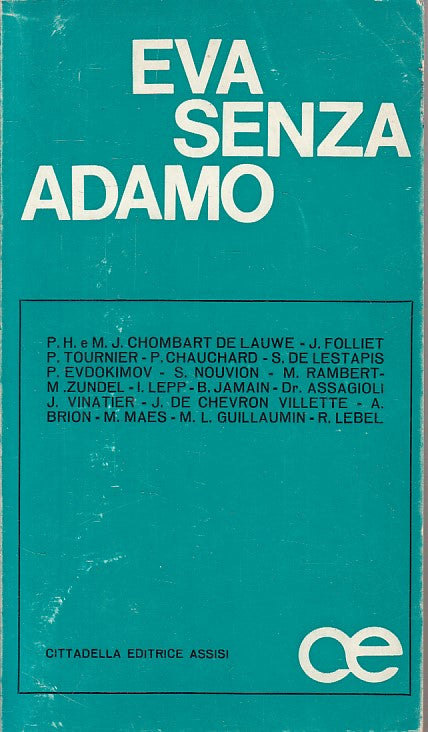 EVA
SENZA
ADAMO
P. H. e M. J. CHOMBART DE LAUWE - J. FOLLIET
P. TOURNIER - P. CHAUCHARD - S. DE LESTAPIS
P. EVDOKIMOV - S. NOUVION - M. RAMBERT-
M. ZUNDEL - I. LEPP - B. JAMAIN - Dr. ASSAGIOLI
J. VINATIER - J. DE CHEVRON VILLETTE - A.
BRION - M. MAES - M. L. GUILLAUMIN - R. LEBEL
CITTADELLA EDITRICE ASSISI
ce